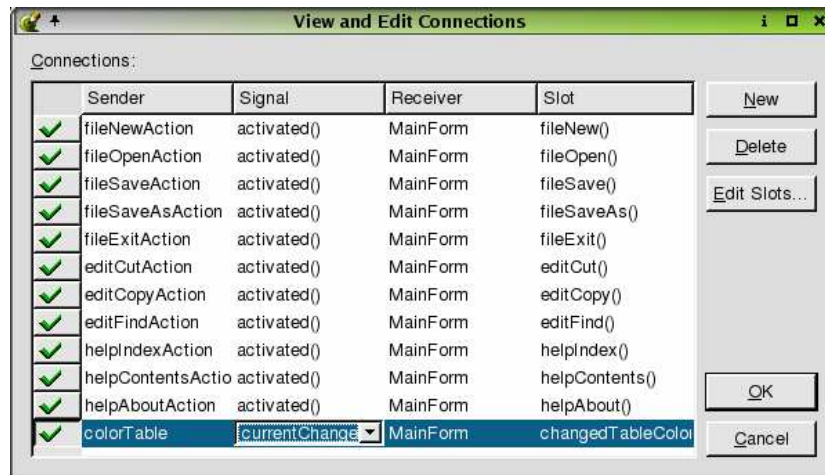 View and Edit Connections
Connections:
Sender Signal Receiver Slot
fileNewAction activated() MainForm fileNew()
fileOpenAction activated() MainForm fileOpen()
fileSaveAction activated() MainForm fileSave()
fileSaveAsAction activated() MainForm fileSaveAs()
fileExitAction activated() MainForm fileExit()
editCutAction activated() MainForm editCut()
editCopyAction activated() MainForm editCopy()
editFindAction activated() MainForm editFind()
helpIndexAction activated() MainForm helpIndex()
helpContentsActio activated() MainForm helpContents()
helpAboutAction activated() MainForm helpAbout()
colorTable currentChange MainForm changedTableColor
New
Delete
Edit Slots...
OK
Cancel